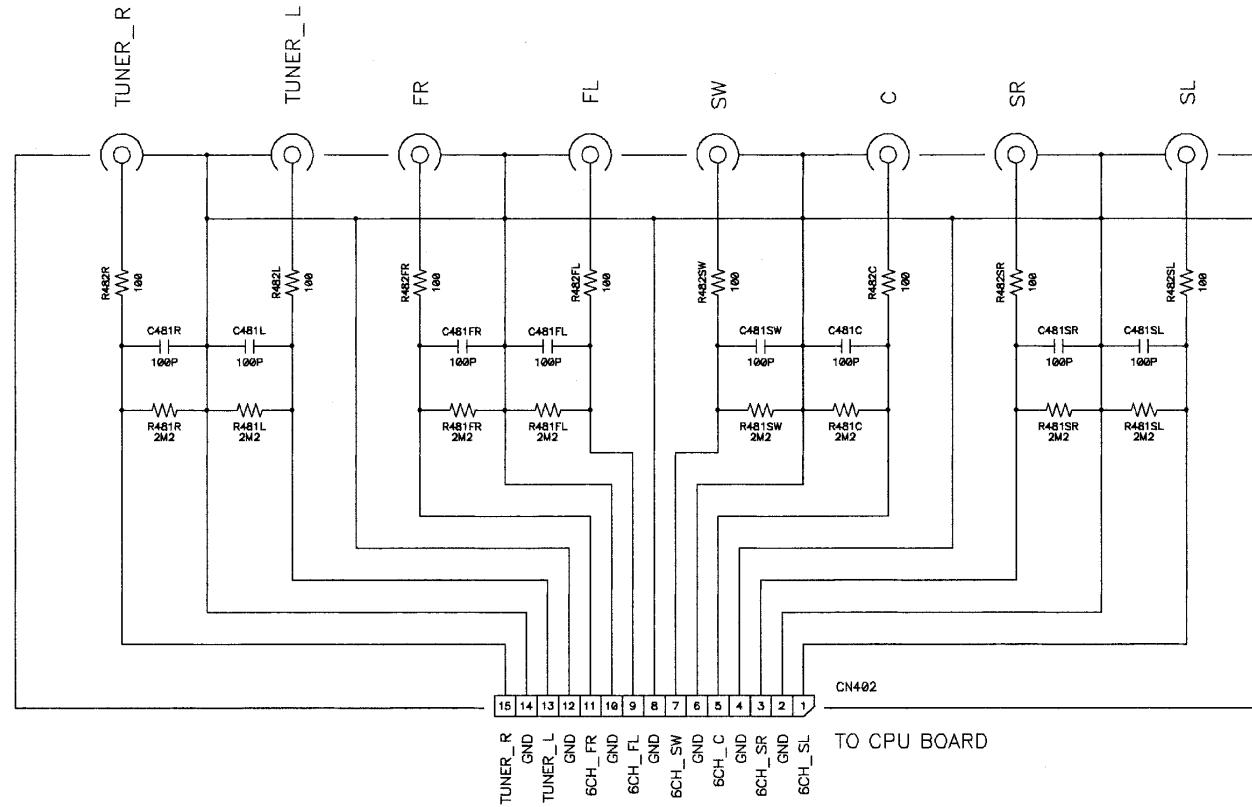 TUNER_R
TUNER_L
FR
FL
SW
C
SR
SL
R482R
100
R482L
100
R482FR
100
R482FL
100
R482SW
100
R482C
100
R482SR
100
R482SL
100
C481R
100P
C481L
100P
C481FR
100P
C481FL
100P
C481SW
100P
C481C
100P
C481SR
100P
C481SL
100P
R481R
2M2
R481L
2M2
R481FR
2M2
R481FL
2M2
R481SW
2M2
R481C
2M2
R481SR
2M2
R481SL
2M2
CN402
15 14 13 12 11 10 9 8 7 6 5 4 3 2 1
TO CPU BOARD
TUNER_R
GND
TUNER_L
GND
6CH_FR
GND
6CH_FL
GND
6CH_SW
GND
6CH_C
GND
6CH_SR
GND
6CH_SL